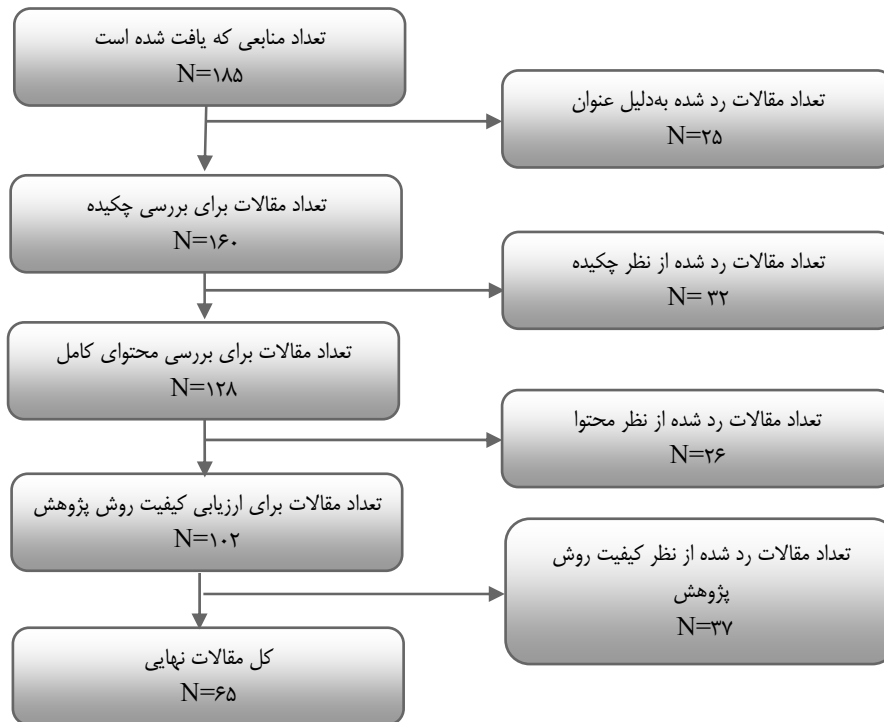 تعداد منابعی که یافت شده است
N=۱۸۵
تعداد مقالات رد شده به‌دلیل عنوان
N=۲۵
تعداد مقالات برای بررسی چکیده
N=۱۶۰
تعداد مقالات رد شده از نظر چکیده
N= ۳۲
تعداد مقالات برای بررسی محتوای کامل
N=۱۲۸
تعداد مقالات رد شده از نظر محتوا
N=۲۶
تعداد مقالات برای ارزیابی کیفیت روش پژوهش
N=۱۰۲
تعداد مقالات رد شده از نظر کیفیت روش
پژوهش
N=۳۷
کل مقالات نهایی
N=۶۵